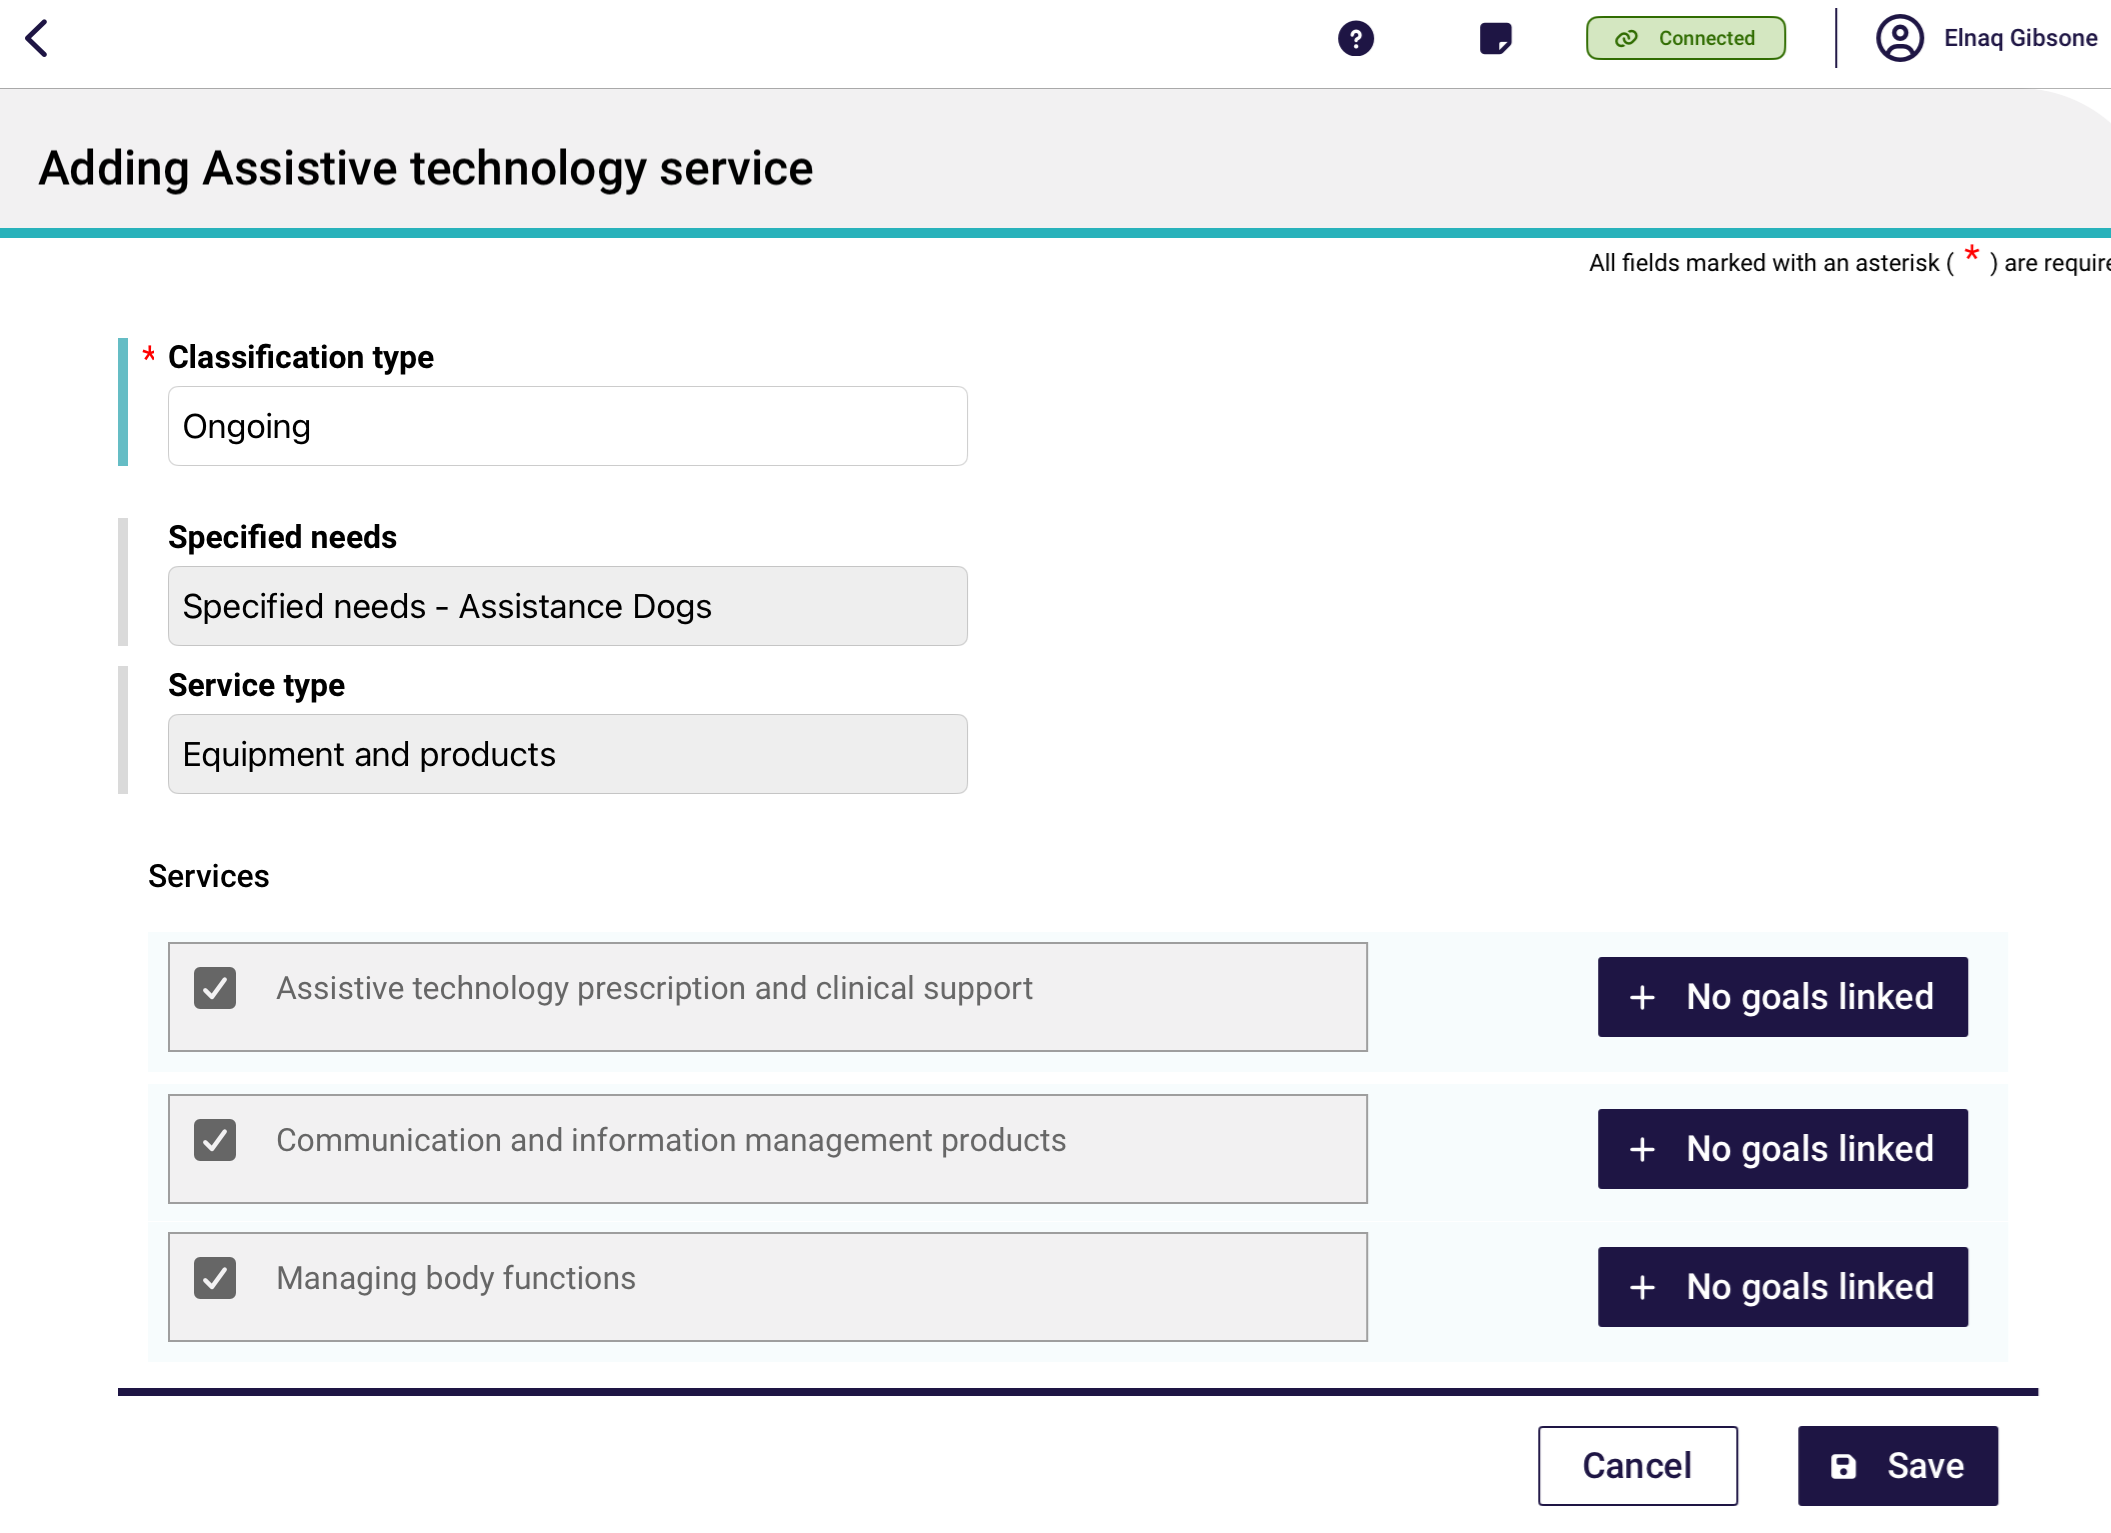 Connected
Elnaq Gibsone
Adding Assistive technology service
All fields marked with an asterisk ( * ) are require
* Classification type
Ongoing
Specified needs
Specified needs - Assistance Dogs
Service type
Equipment and products
Services
Assistive technology prescription and clinical support
+ No goals linked
Communication and information management products
+ No goals linked
Managing body functions
+ No goals linked
Cancel
Save